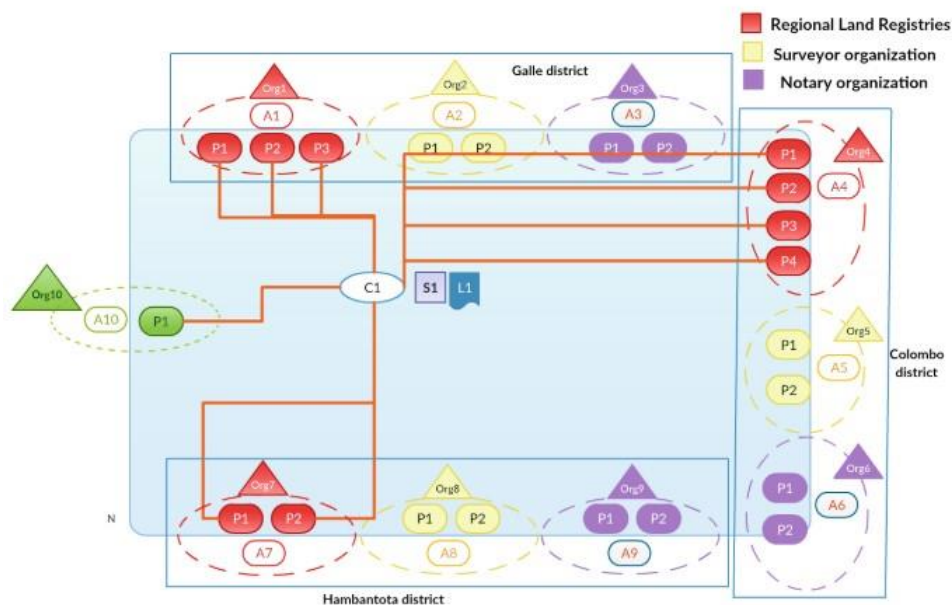 Regional Land Registries
Surveyor organization
Notary organization
Galle district
Org1
Org2
Org3
A1
A2
A3
P1
P2
P3
P1
P2
P1
P2
P1
Org4
P2
A4
P3
P4
C1
S1
L1
Org10
A10
P1
Org5
P1
A5
Colombo
district
P2
Org6
P1
A6
P2
Org7
Org8
Org9
P1
P2
P1
P2
P1
P2
N
A7
A8
A9
Hambantota district